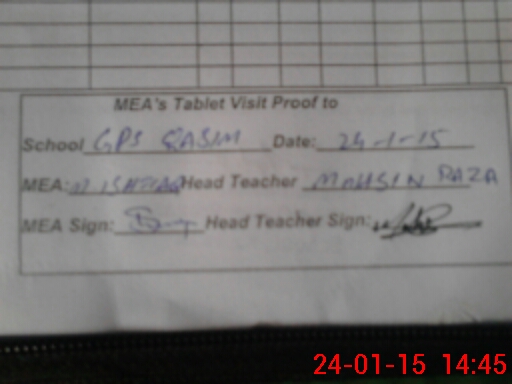 MEA's Tablet Visit Proof to
School GPS QASIM Date: 24-1-15
MEA: M. ISHTIAQ Head Teacher MOHSIN RAZA
MEA Sign: Head Teacher Sign:
24-01-15 14:45